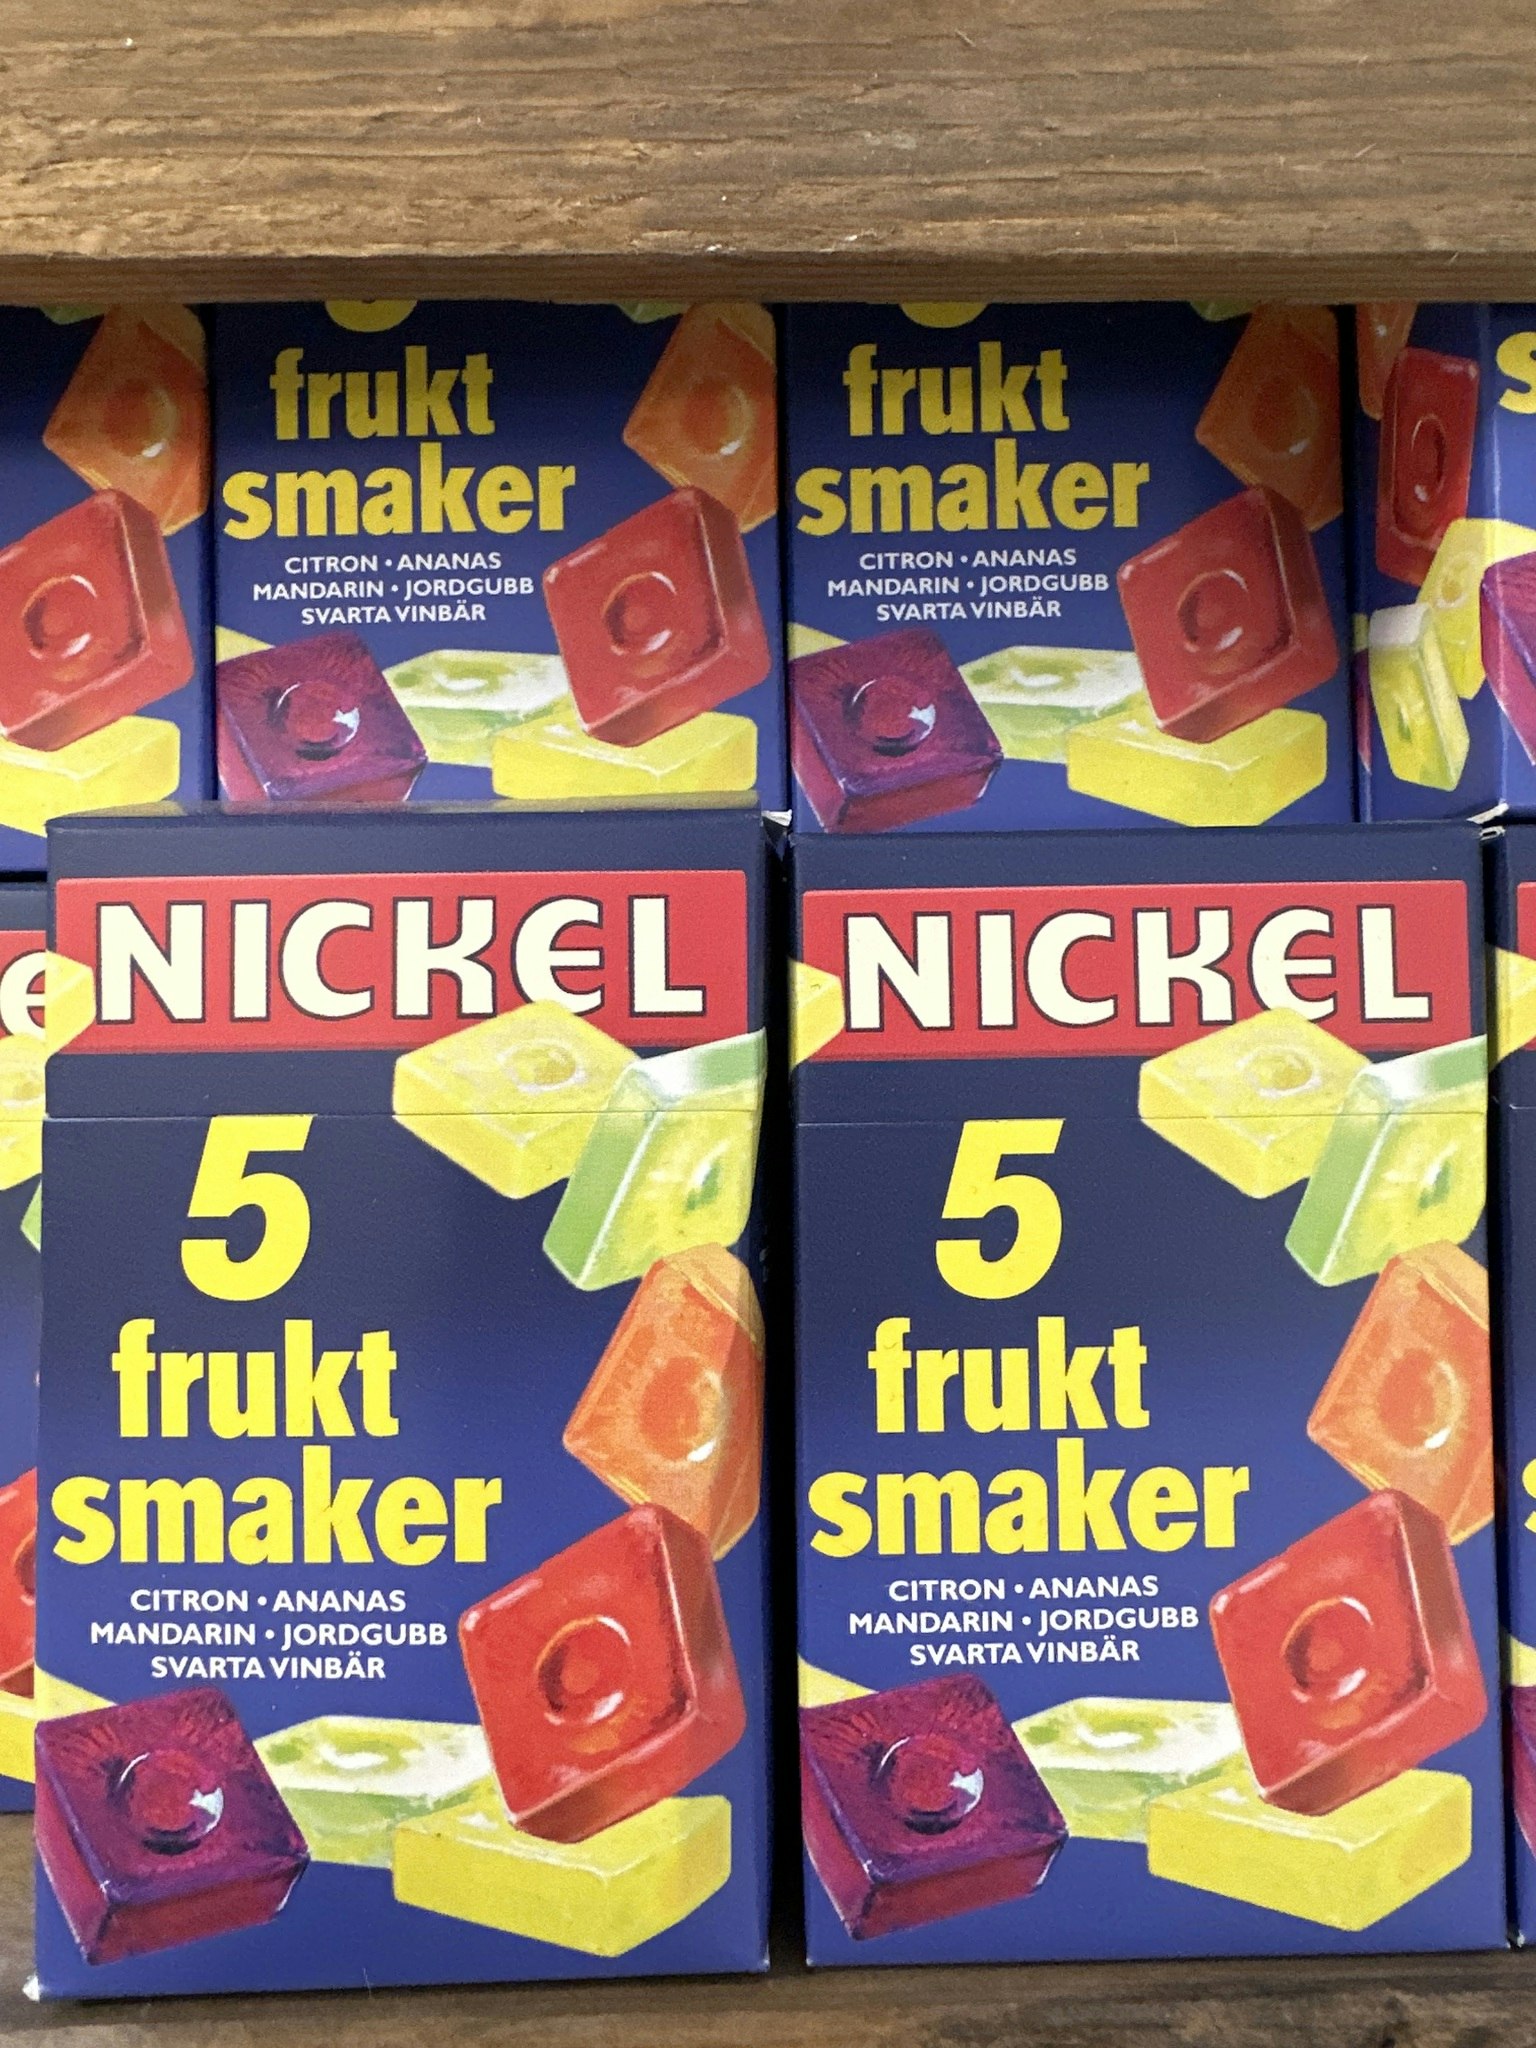 frukt
smaker
CITRON • ANANAS
MANDARIN • JORDGUBB
SVARTA VINBÄR
frukt
smaker
CITRON • ANANAS
MANDARIN • JORDGUBB
SVARTA VINBÄR
NICKEL
5
frukt
smaker
CITRON • ANANAS
MANDARIN • JORDGUBB
SVARTA VINBÄR
NICKEL
5
frukt
smaker
CITRON • ANANAS
MANDARIN • JORDGUBB
SVARTA VINBÄR